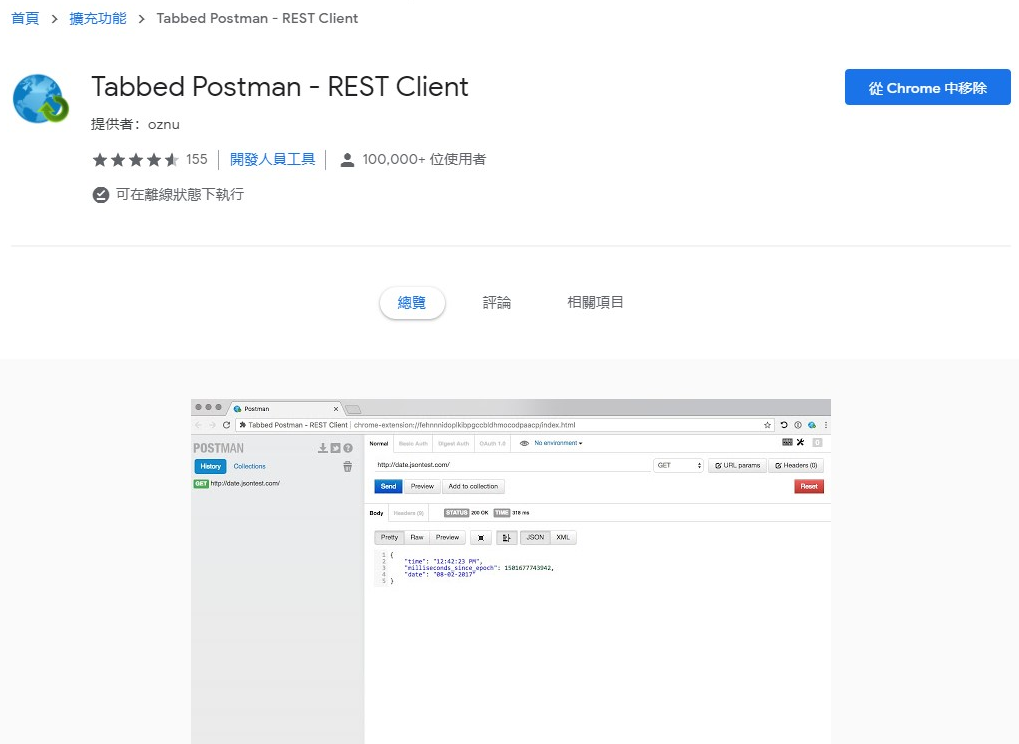 首頁 > 擴充功能 > Tabbed Postman - REST Client
Tabbed Postman - REST Client
從 Chrome 中移除
提供者: oznu
155 開發人員工具 100,000+ 位使用者
可在離線狀態下執行
總覽 評論 相關項目
Postman
Tabbed Postman - REST Client | chrome-extension://fehnnnidoplklbpgccbldhmocodpaacp/index.html
POSTMAN
Normal Basic Auth Digest Auth OAuth 1.0 No environment 0
History Collections
http://date.jsontest.com/ GET URL params Headers (0)
GET http://date.jsontest.com/
Send Preview Add to collection Reset
Body Headers (9) STATUS 200 OK TIME 318 ms
Pretty Raw Preview JSON XML
1 {
2 "time": "12:42:23 PM",
3 "milliseconds_since_epoch": 1501677743942,
4 "date": "08-02-2017"
5 }